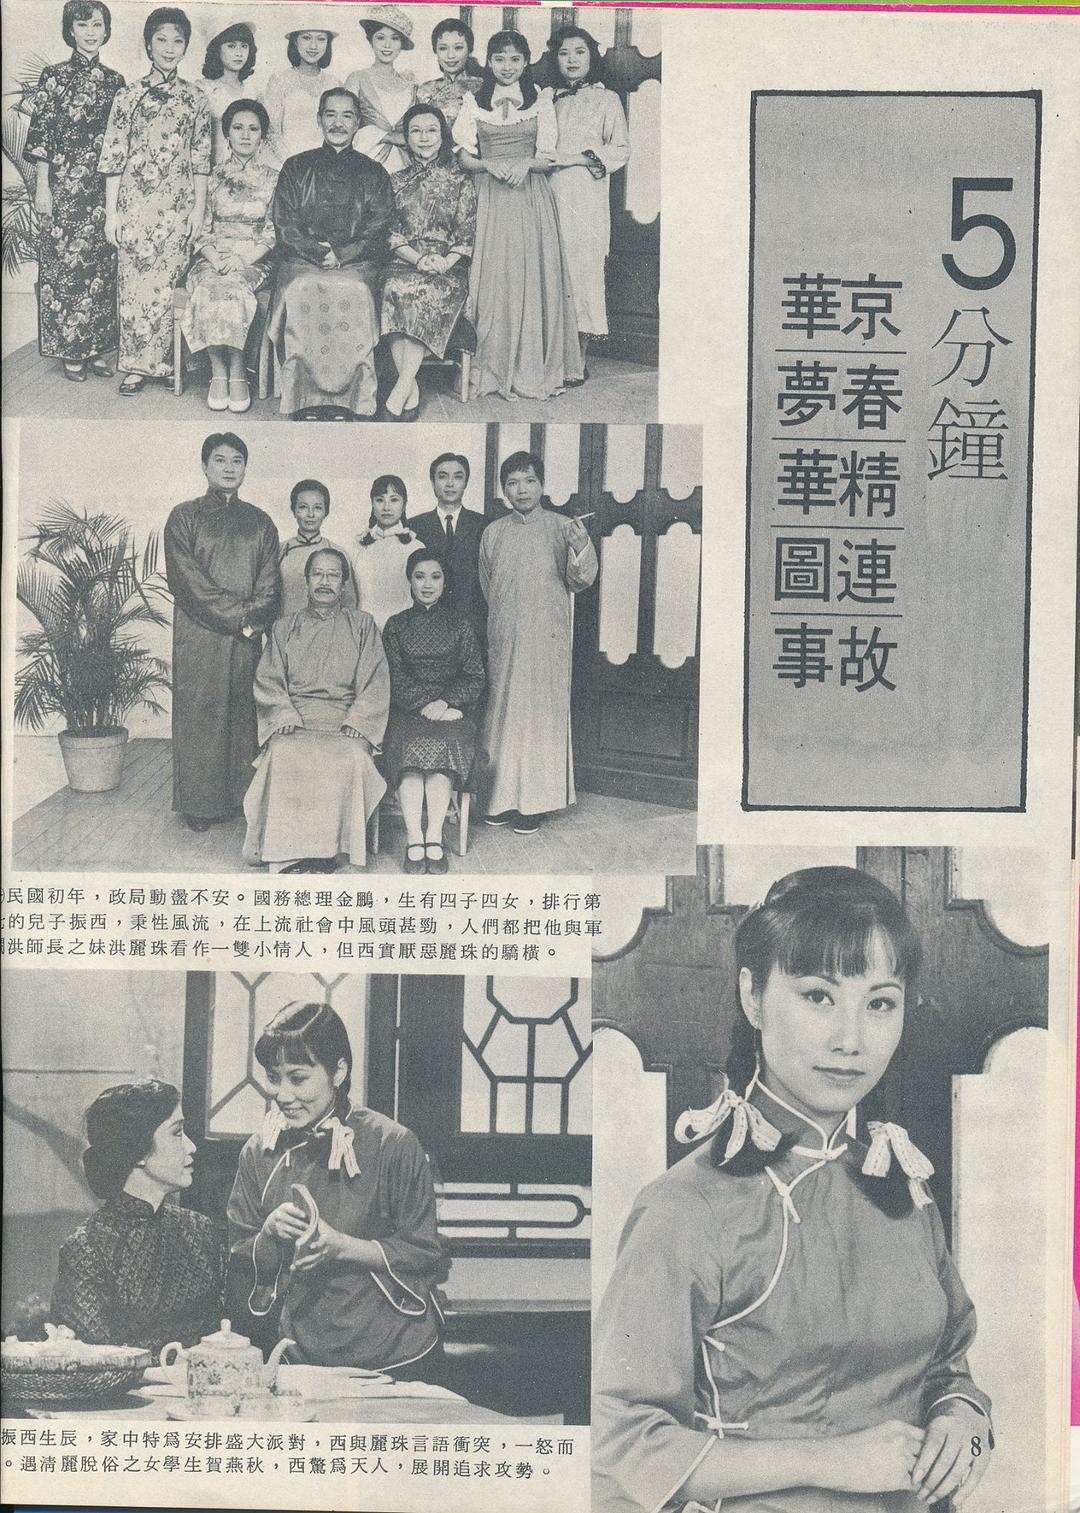 5分鐘
京華
春夢
精華
連圖
故事
民國初年，政局動盪不安。國務總理金鵬，生有四子四女，排行第
的兒子振西，秉性風流，在上流社會中風頭甚勁，人們都把他與軍
洪師長之妹洪麗珠看作一雙小情人，但西實厭惡麗珠的驕橫。
振西生辰，家中特爲安排盛大派對，西與麗珠言語衝突，一怒而
。遇清麗脫俗之女學生賀燕秋，西驚爲天人，展開追求攻勢。
8